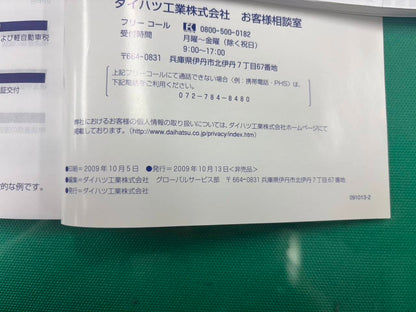 ダイハツ工業株式会社 お客様相談室
フリーコール 0800-500-0182
受付時間 月曜〜金曜(除く祝日)
9:00〜17:00
〒664-0831 兵庫県伊丹市北伊丹7丁目67番地
上記フリーコールにて通話できない場合(例:携帯電話・PHS)は、
下記電話をご利用ください。
072-784-8480
弊社におけるお客様の個人情報の取り扱いについては、ダイハツ工業株式会社ホームページにて
掲載しております。(http://www.daihatsu.co.jp/privacy/index.htm)
●印刷=2009年10月5日 ●発行=2009年10月13日<非売品>
●編集=ダイハツ工業株式会社 グローバルサービス部 〒664-0831 兵庫県伊丹市北伊丹7丁目67番地
●発行=ダイハツ工業株式会社
091013-2
よび軽自動車税
証交付
的な例です。